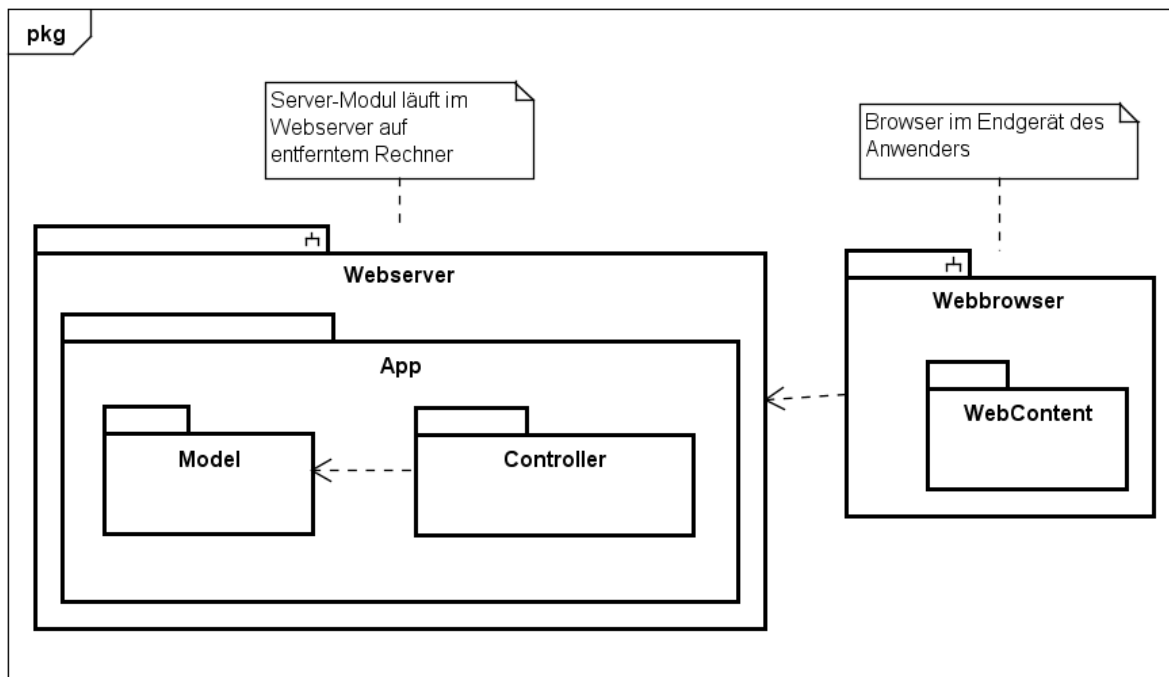 pkg
Server-Modul läuft im
Webserver auf
entferntem Rechner
Browser im Endgerät des
Anwenders
Webserver
App
Model
Controller
Webbrowser
WebContent